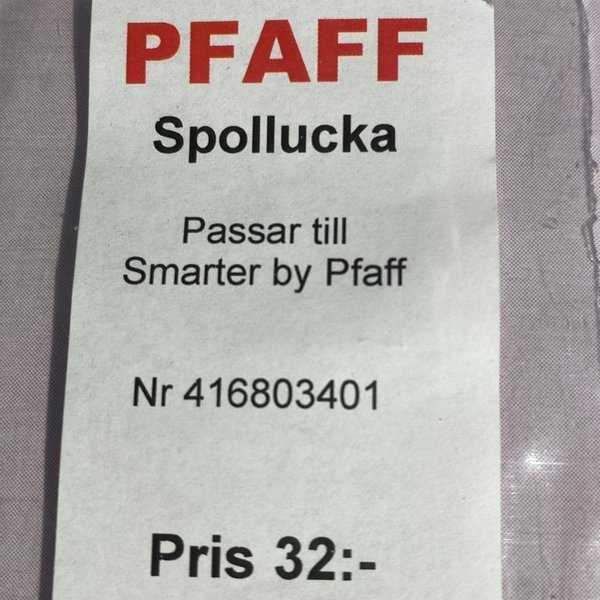 PFAFF
Spollucka
Passar till
Smarter by Pfaff
Nr 416803401
Pris 32:-